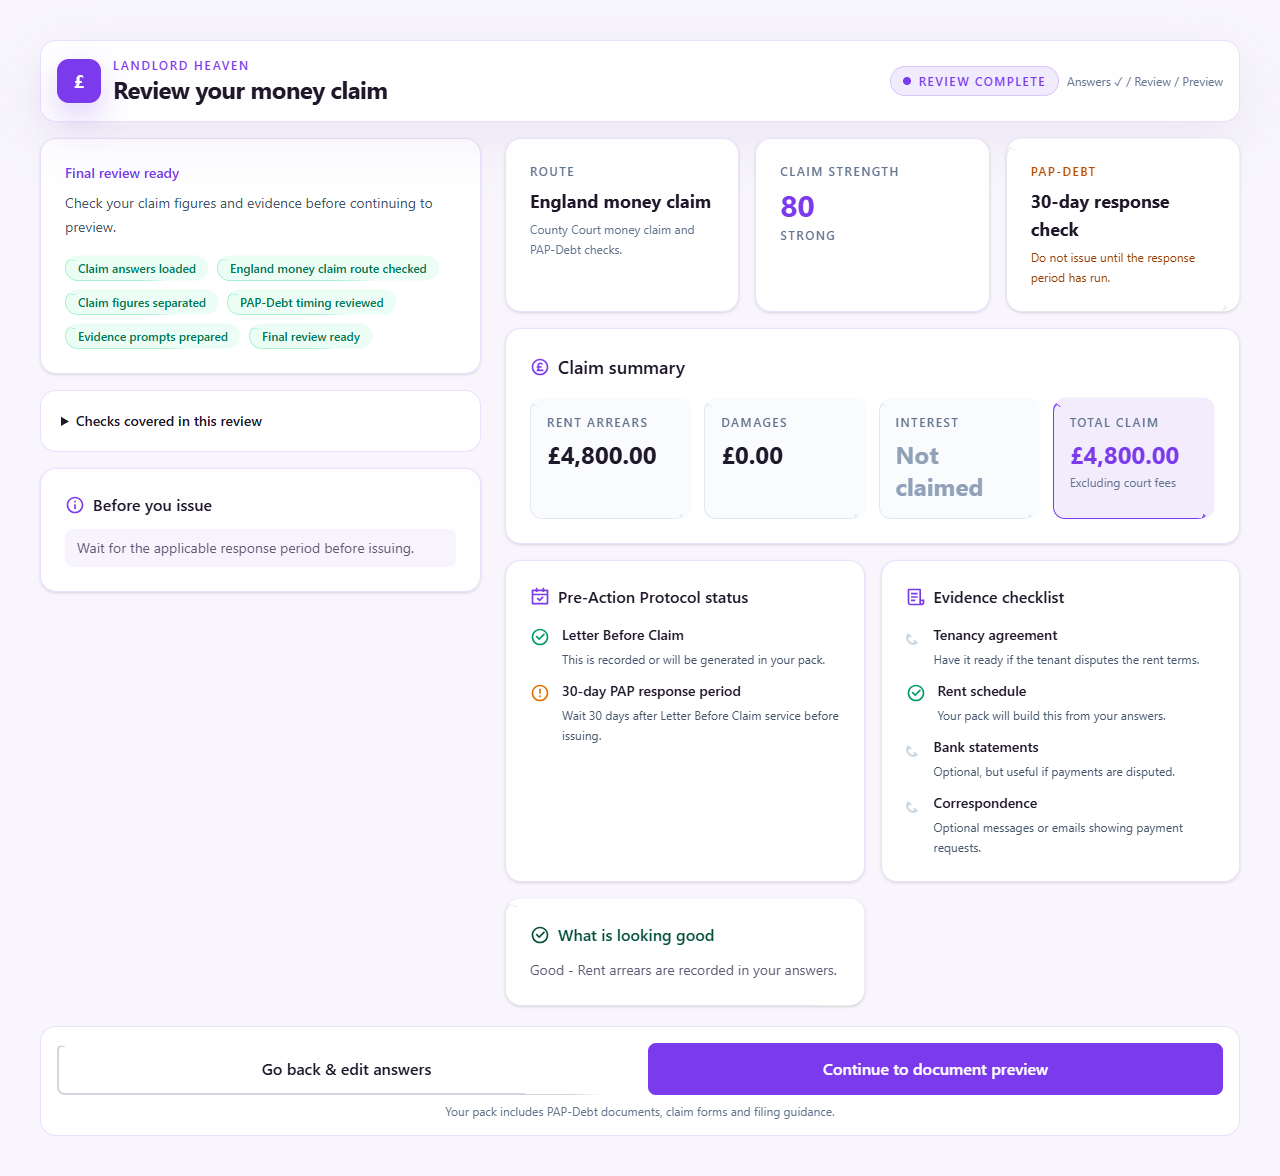 £
LANDLORD HEAVEN
Review your money claim
REVIEW COMPLETE
Answers ✓ / Review / Preview
Final review ready
Check your claim figures and evidence before continuing to
preview.
Claim answers loaded
England money claim route checked
Claim figures separated
PAP-Debt timing reviewed
Evidence prompts prepared
Final review ready
Checks covered in this review
Before you issue
Wait for the applicable response period before issuing.
ROUTE
England money claim
County Court money claim and
PAP-Debt checks.
CLAIM STRENGTH
80
STRONG
PAP-DEBT
30-day response
check
Do not issue until the response
period has run.
Claim summary
RENT ARREARS
£4,800.00
DAMAGES
£0.00
INTEREST
Not
claimed
TOTAL CLAIM
£4,800.00
Excluding court fees
Pre-Action Protocol status
Letter Before Claim
This is recorded or will be generated in your pack.
30-day PAP response period
Wait 30 days after Letter Before Claim service before
issuing.
Evidence checklist
Tenancy agreement
Have it ready if the tenant disputes the rent terms.
Rent schedule
Your pack will build this from your answers.
Bank statements
Optional, but useful if payments are disputed.
Correspondence
Optional messages or emails showing payment
requests.
What is looking good
Good - Rent arrears are recorded in your answers.
Go back & edit answers
Continue to document preview
Your pack includes PAP-Debt documents, claim forms and filing guidance.